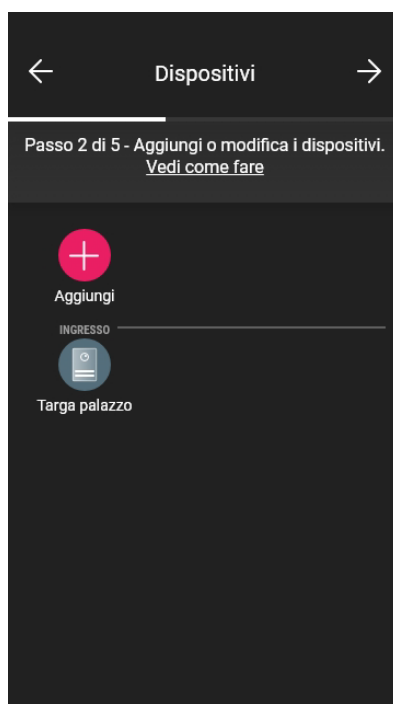 Dispositivi
Passo 2 di 5 - Aggiungi o modifica i dispositivi.
Vedi come fare
Aggiungi
INGRESSO
Targa palazzo